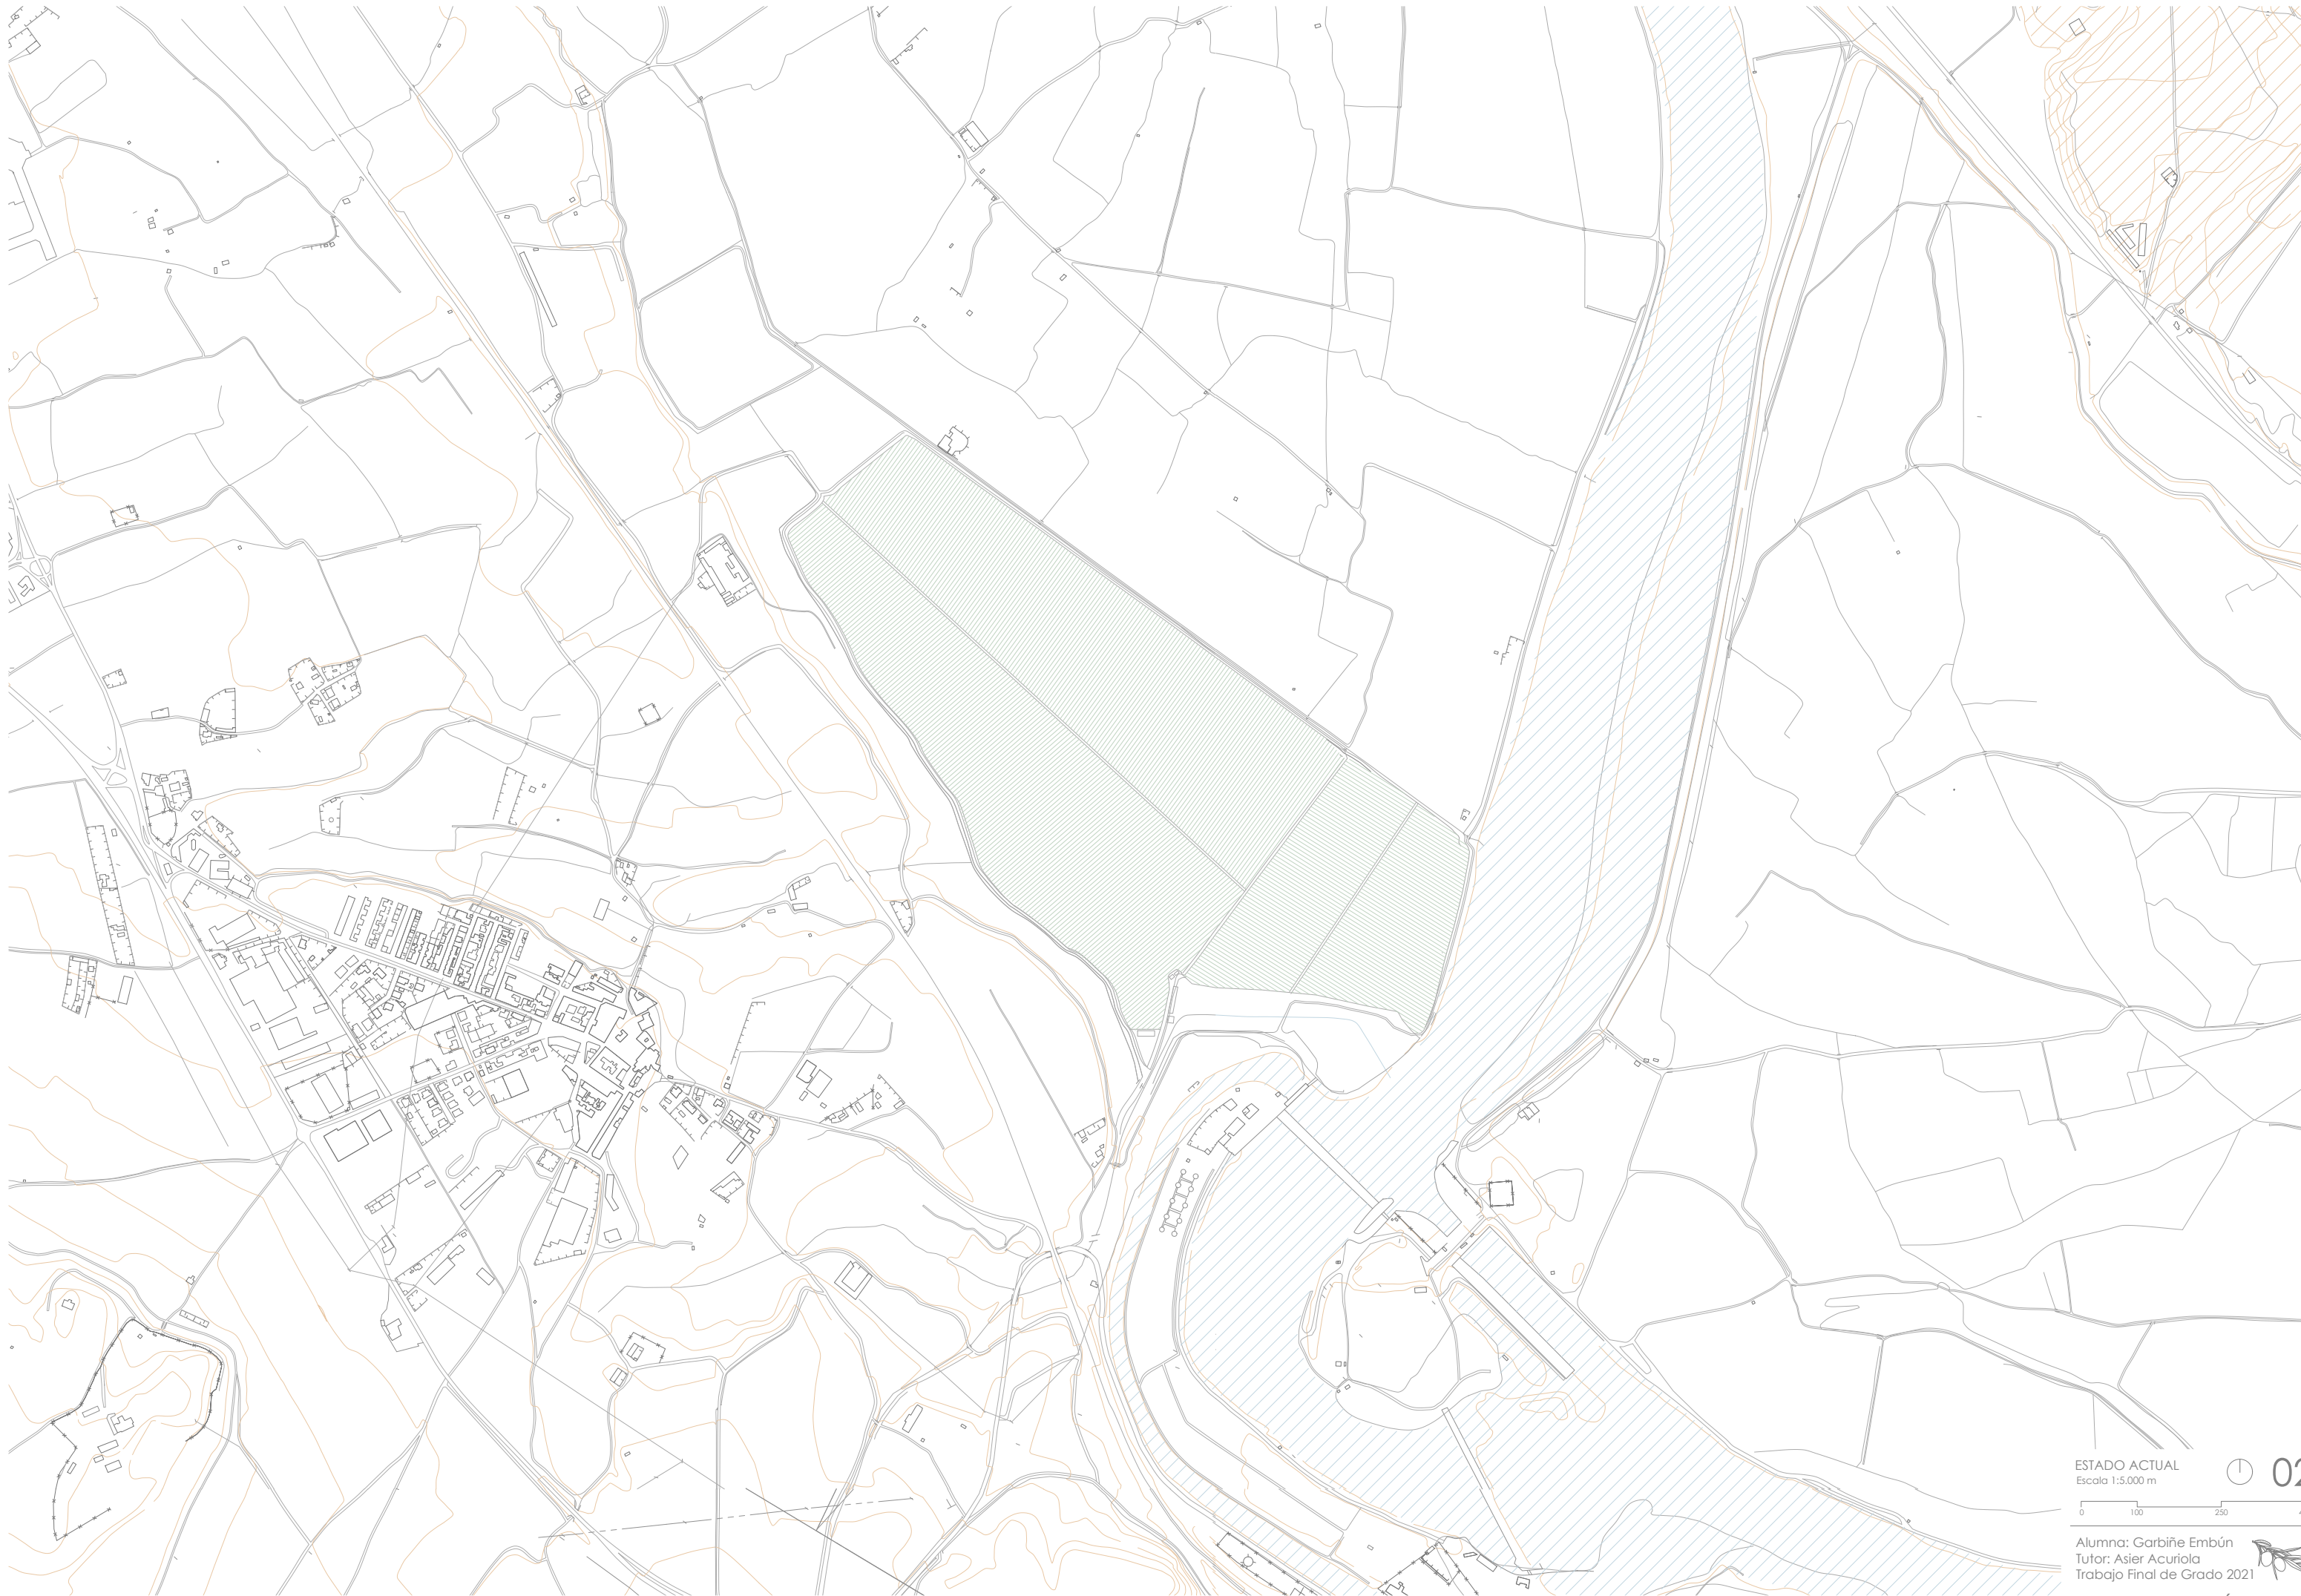 ESTADO ACTUAL
Escala 1:5.000 m
02
0 100 250
Alumna: Garbiñe Embún
Tutor: Asier Acuriola
Trabajo Final de Grado 2021